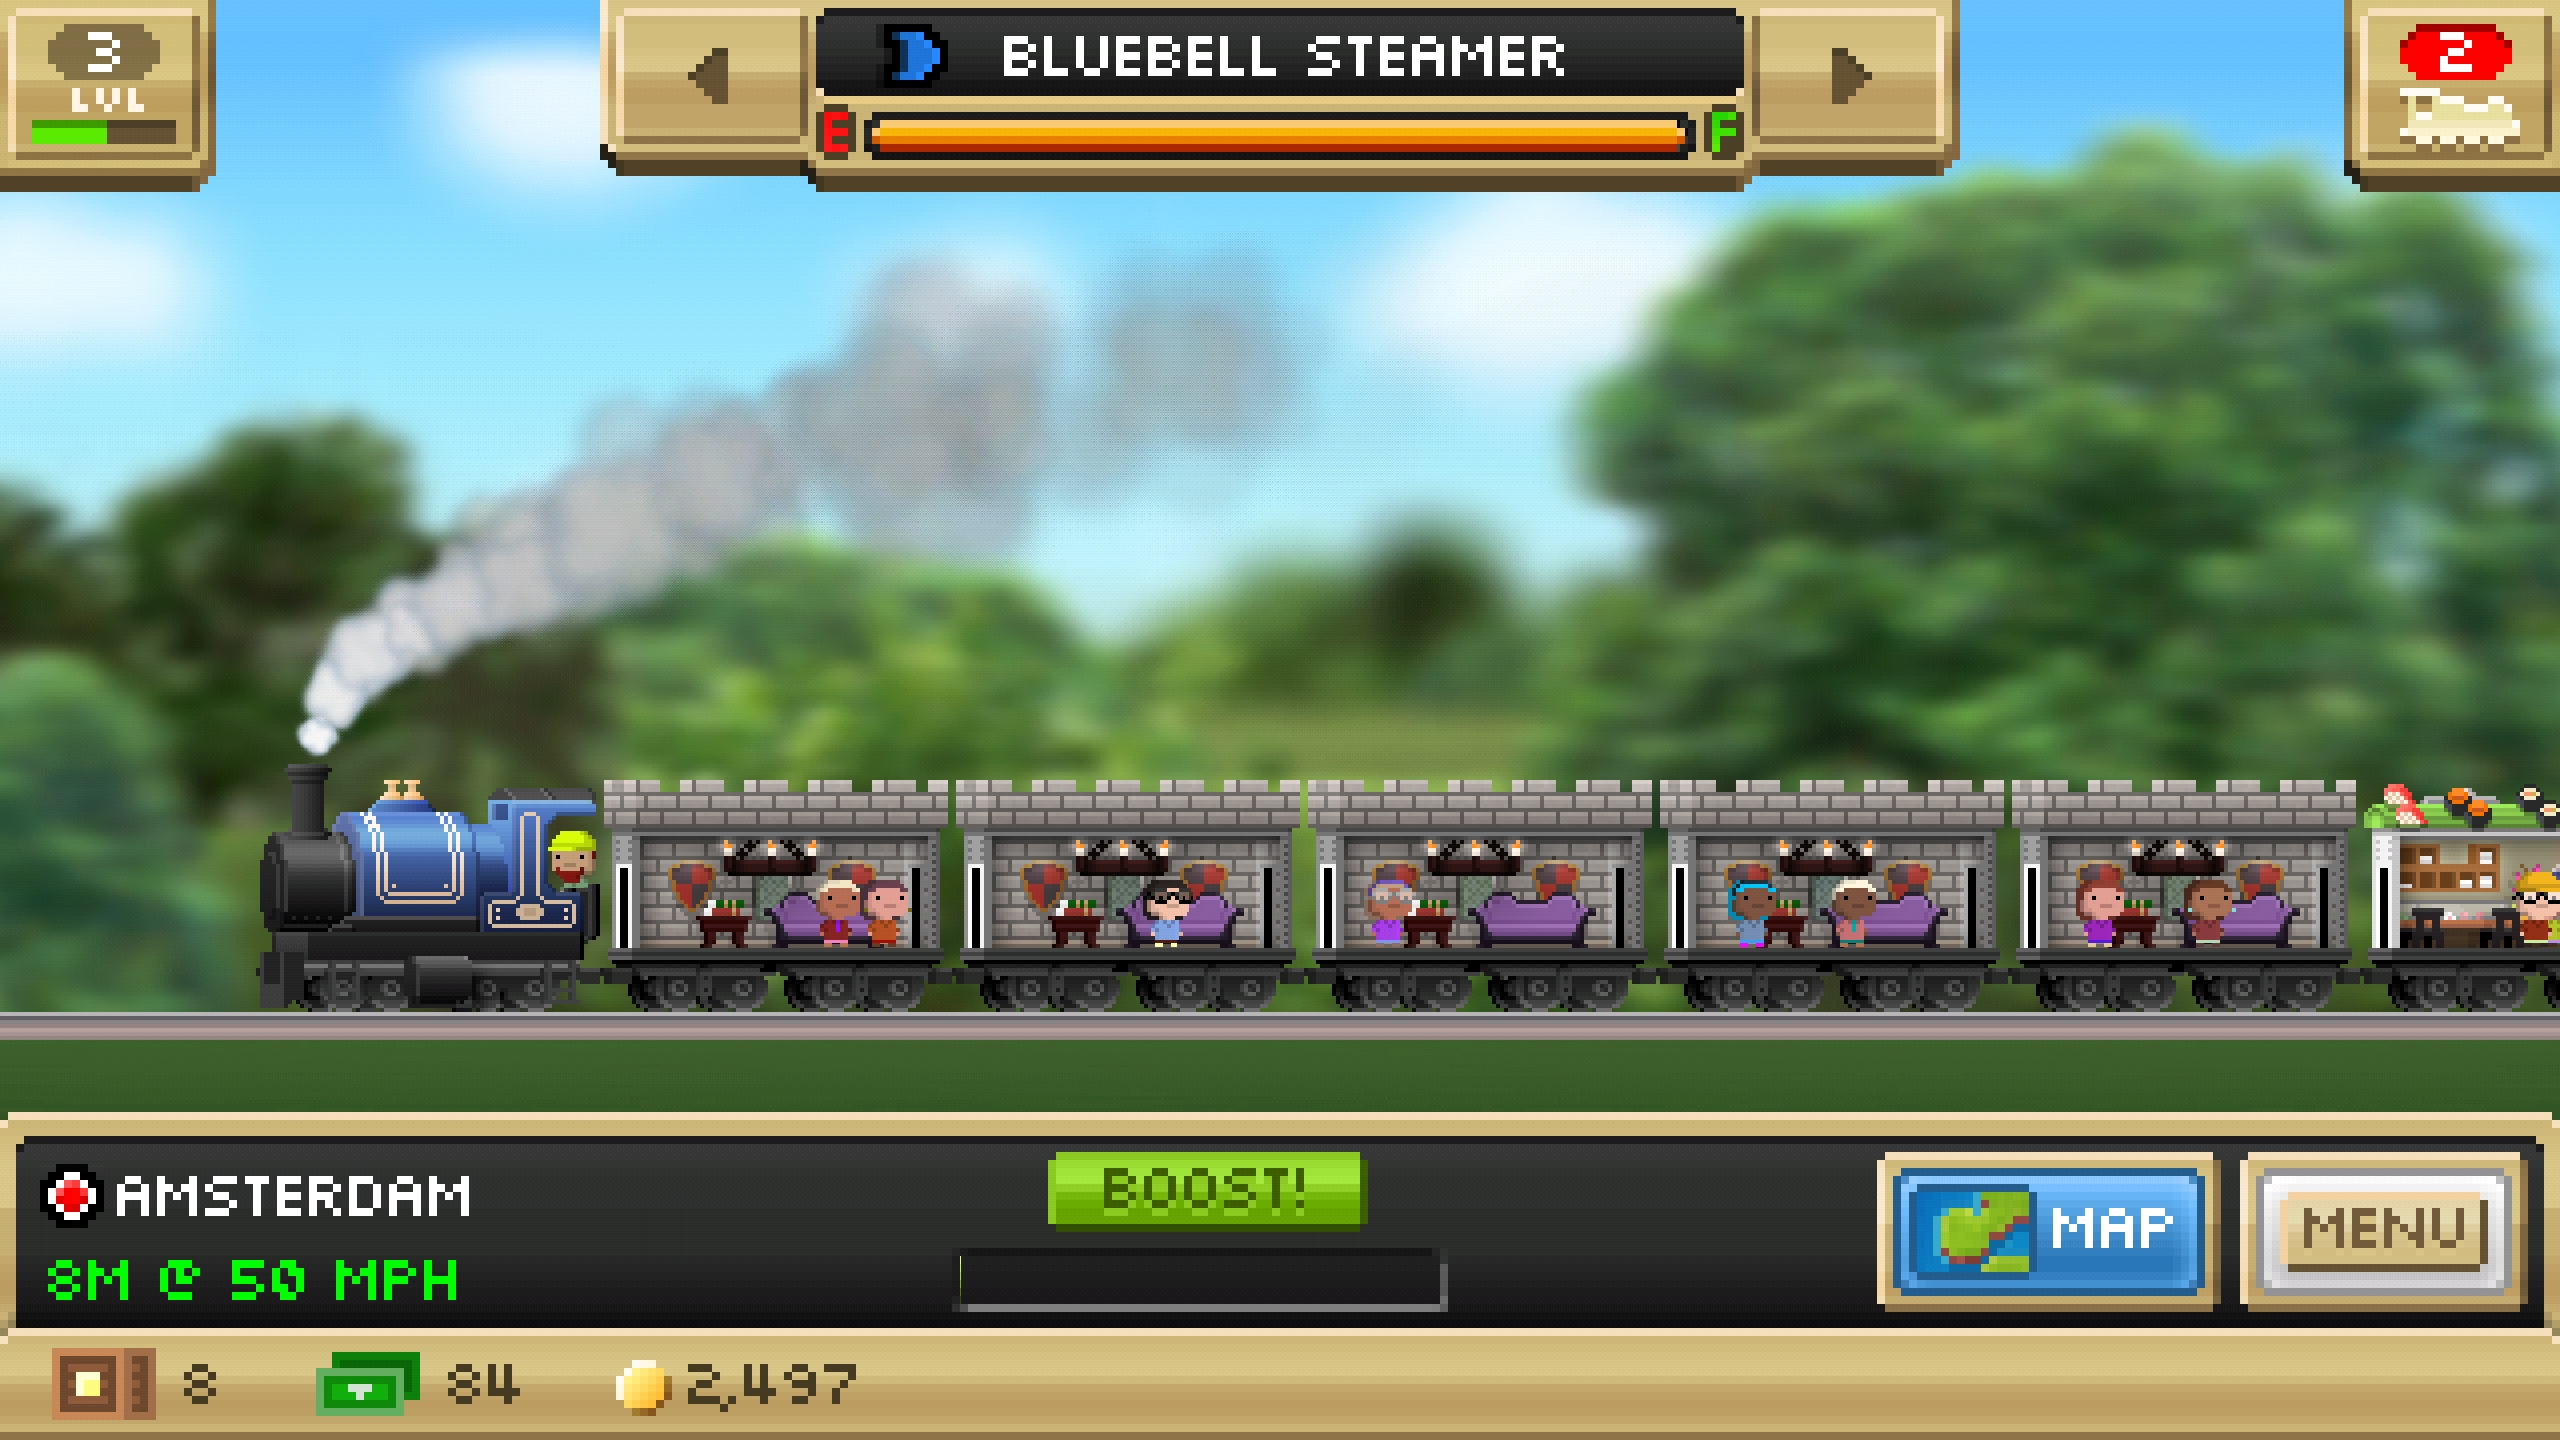 3
LVL
BLUEBELL STEAMER
E F
2
AMSTERDAM
8M @ 50 MPH
BOOST!
MAP
MENU
8 84 2,497